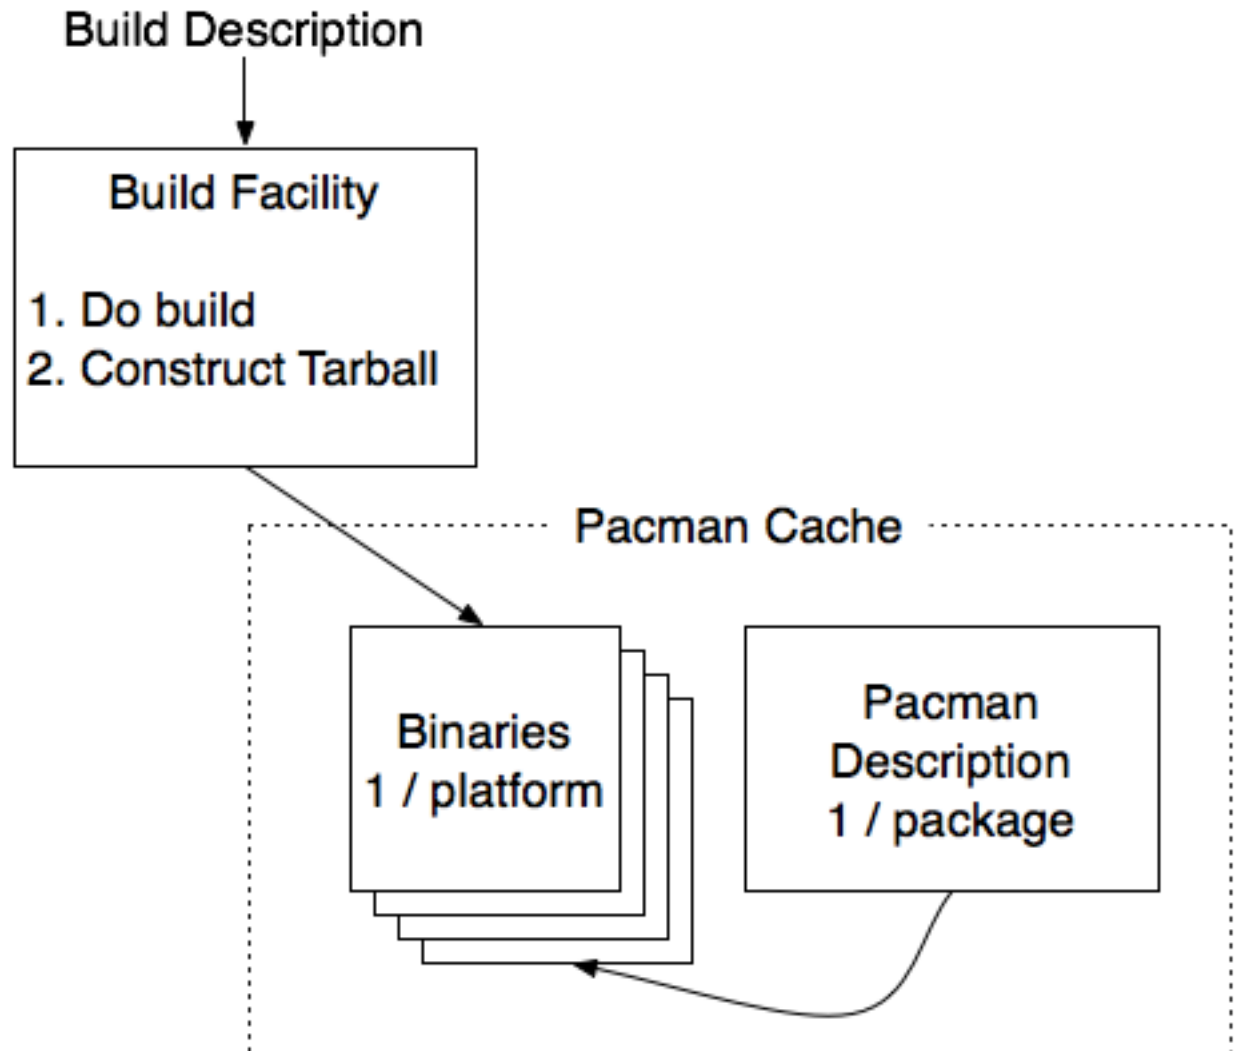 Build Description
Build Facility
1. Do build
2. Construct Tarball
Pacman Cache
Binaries
1 / platform
Pacman
Description
1 / package